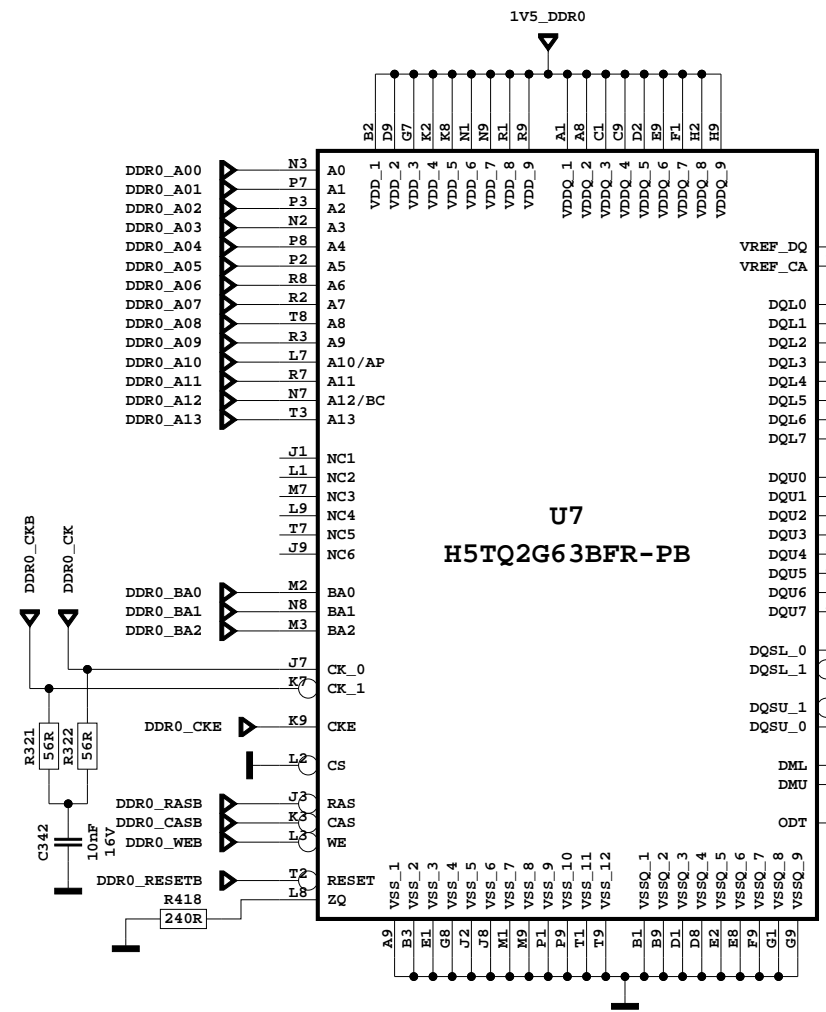 1V5_DDR0
B2 D9 G7 K2 K8 N1 N9 R1 R9 A1 A8 C1 C9 D2 E9 F1 H2 H9
VDD_1 VDD_2 VDD_3 VDD_4 VDD_5 VDD_6 VDD_7 VDD_8 VDD_9 VDDQ_1 VDDQ_2 VDDQ_3 VDDQ_4 VDDQ_5 VDDQ_6 VDDQ_7 VDDQ_8 VDDQ_9
DDR0_A00 N3 A0
DDR0_A01 P7 A1
DDR0_A02 P3 A2
DDR0_A03 N2 A3
DDR0_A04 P8 A4 VREF_DQ
DDR0_A05 P2 A5 VREF_CA
DDR0_A06 R8 A6
DDR0_A07 R2 A7 DQL0
DDR0_A08 T8 A8 DQL1
DDR0_A09 R3 A9 DQL2
DDR0_A10 L7 A10/AP DQL3
DDR0_A11 R7 A11 DQL4
DDR0_A12 N7 A12/BC DQL5
DDR0_A13 T3 A13 DQL6
DQL7
J1 NC1
L1 NC2 DQU0
M7 NC3 DQU1
L9 NC4 DQU2
T7 NC5 DQU3
J9 NC6 DQU4
DQU5
U7
H5TQ2G63BFR-PB
DDR0_CKB DDR0_CK
DDR0_BA0 M2 BA0 DQU6
DDR0_BA1 N8 BA1 DQU7
DDR0_BA2 M3 BA2
DQSL_0
J7 CK_0 DQSL_1
K7 CK_1
DQSU_1
DDR0_CKE K9 CKE DQSU_0
R321 56R R322 56R
L2 CS DML
DMU
DDR0_RASB J3 RAS
DDR0_CASB K3 CAS ODT
DDR0_WEB L3 WE
C342 10nF 16V
DDR0_RESETB T2 RESET
R418 L8 ZQ
240R
VSS_1 VSS_2 VSS_3 VSS_4 VSS_5 VSS_6 VSS_7 VSS_8 VSS_9 VSS_10 VSS_11 VSS_12 VSSQ_1 VSSQ_2 VSSQ_3 VSSQ_4 VSSQ_5 VSSQ_6 VSSQ_7 VSSQ_8 VSSQ_9
A9 B3 E1 G8 J2 J8 M1 M9 P1 P9 T1 T9 B1 B9 D1 D8 E2 E8 F9 G1 G9